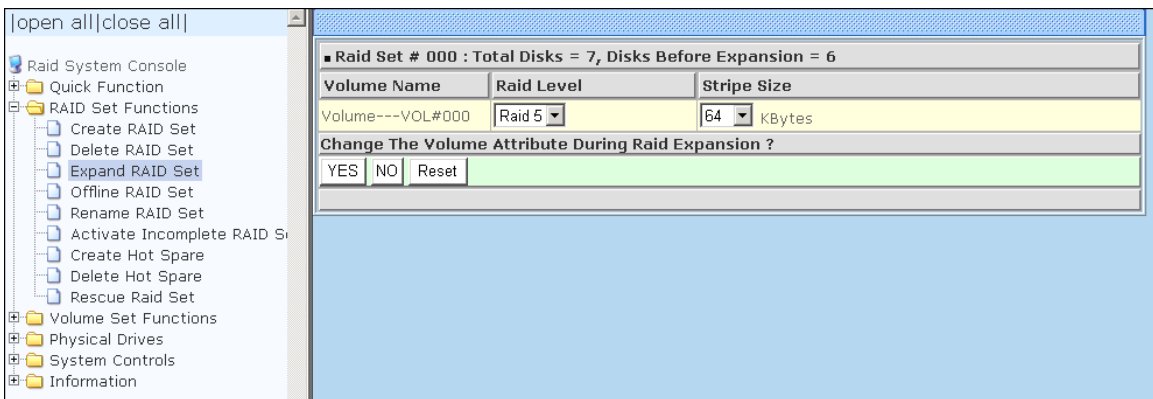 |open all|close all|
Raid System Console
Quick Function
RAID Set Functions
Create RAID Set
Delete RAID Set
Expand RAID Set
Offline RAID Set
Rename RAID Set
Activate Incomplete RAID S
Create Hot Spare
Delete Hot Spare
Rescue Raid Set
Volume Set Functions
Physical Drives
System Controls
Information
Raid Set # 000 : Total Disks = 7, Disks Before Expansion = 6
Volume Name Raid Level Stripe Size
Volume---VOL#000 Raid 5 64 KBytes
Change The Volume Attribute During Raid Expansion ?
YES NO Reset